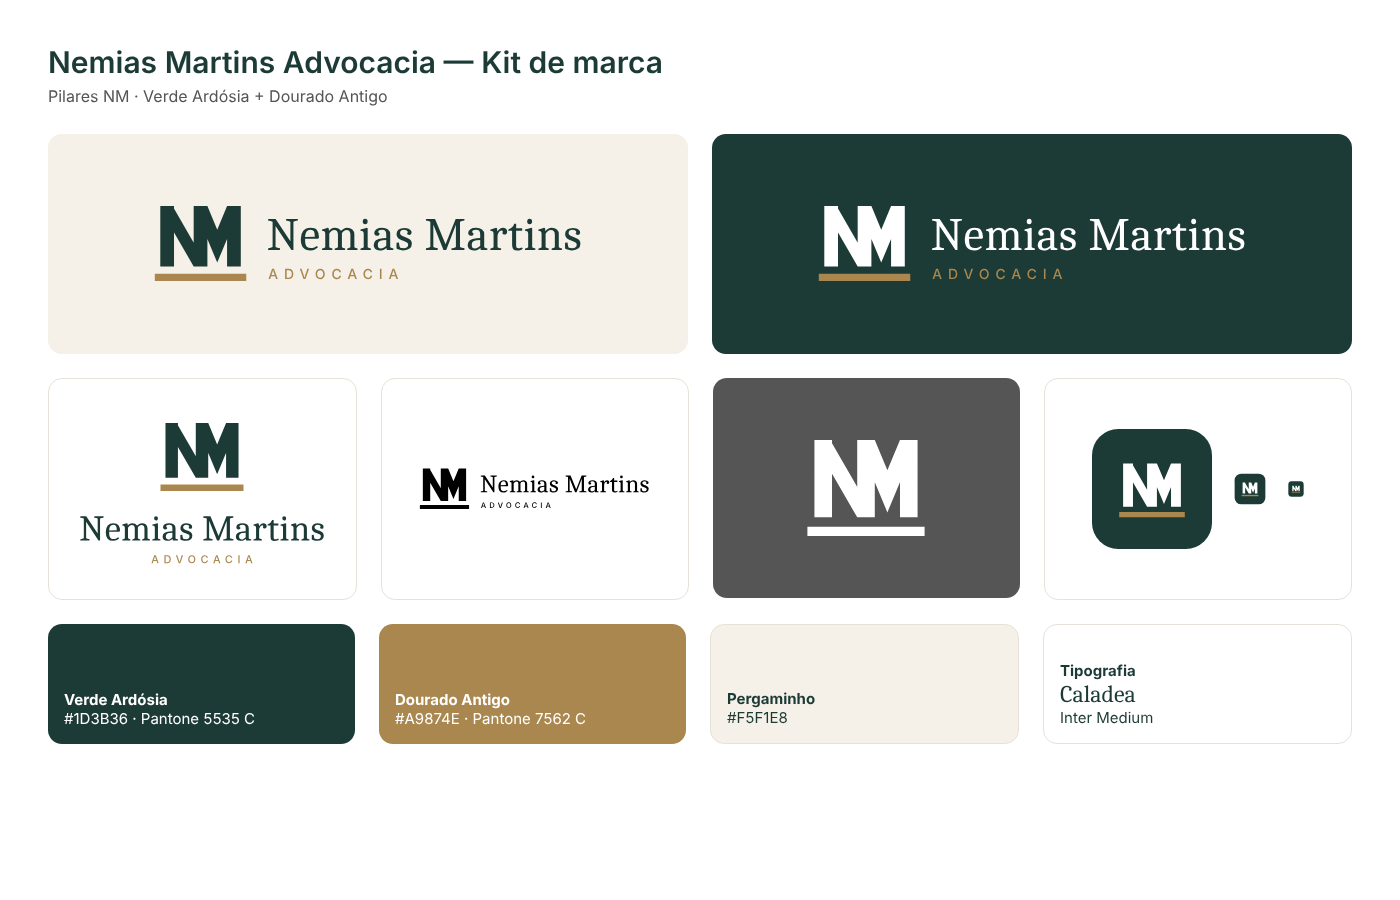 Nemias Martins Advocacia — Kit de marca
Pilares NM · Verde Ardósia + Dourado Antigo
NM
Nemias Martins
ADVOCACIA
NM
Nemias Martins
ADVOCACIA
NM
Nemias Martins
ADVOCACIA
NM
Nemias Martins
ADVOCACIA
NM
NM
NM
NM
Verde Ardósia
#1D3B36 · Pantone 5535 C
Dourado Antigo
#A9874E · Pantone 7562 C
Pergaminho
#F5F1E8
Tipografia
Caladea
Inter Medium